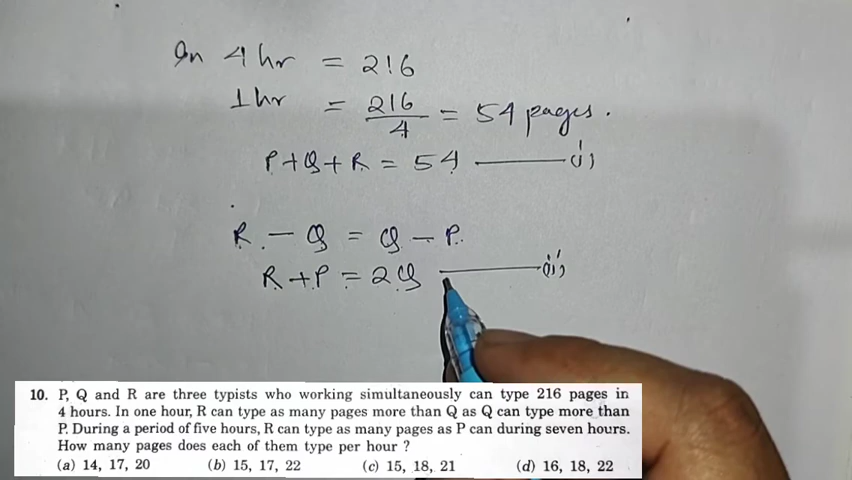 In 4 hr = 216
1 hr = 216/4 = 54 pages.
P+Q+R = 54 ——— (i)
R - Q = Q - P
R+P = 2Q ——— (ii)
10. P, Q and R are three typists who working simultaneously can type 216 pages in
4 hours. In one hour, R can type as many pages more than Q as Q can type more than
P. During a period of five hours, R can type as many pages as P can during seven hours.
How many pages does each of them type per hour ?
(a) 14, 17, 20 (b) 15, 17, 22 (c) 15, 18, 21 (d) 16, 18, 22